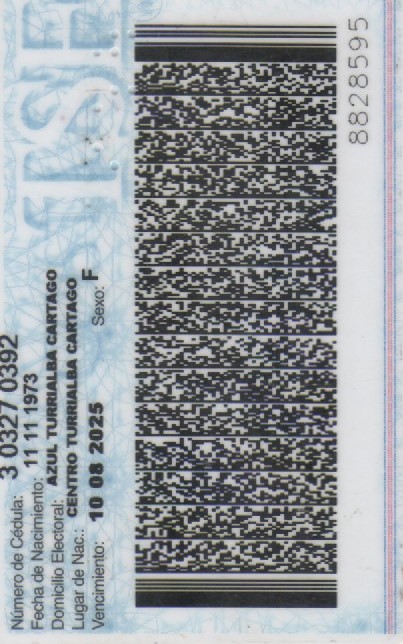 Número de Cédula: 3 0327 0392
Fecha de Nacimiento: 11 11 1973
Domicilio Electoral: AZUL TURRIALBA CARTAGO
Lugar de Nac.: CENTRO TURRIALBA CARTAGO
Vencimiento: 10 08 2025 Sexo: F
TSE
8828595